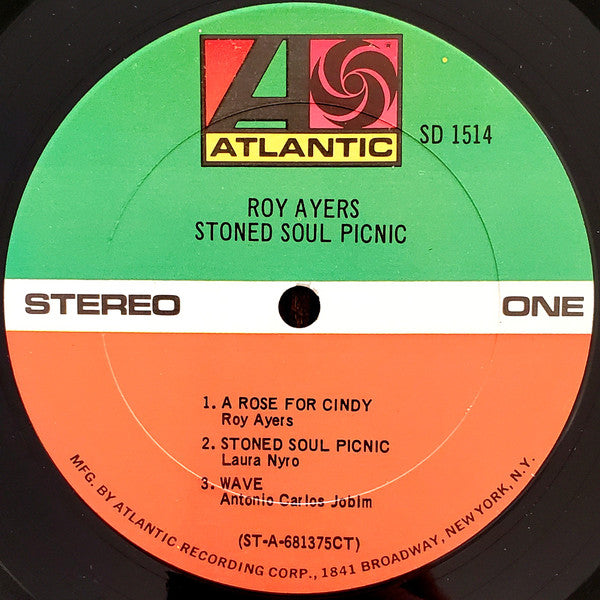 ATLANTIC
SD 1514
ROY AYERS
STONED SOUL PICNIC
STEREO
ONE
1. A ROSE FOR CINDY
Roy Ayers
2. STONED SOUL PICNIC
Laura Nyro
3. WAVE
Antonio Carlos Jobim
(ST-A-681375CT)
MFG. BY ATLANTIC RECORDING CORP., 1841 BROADWAY, NEW YORK, N.Y.